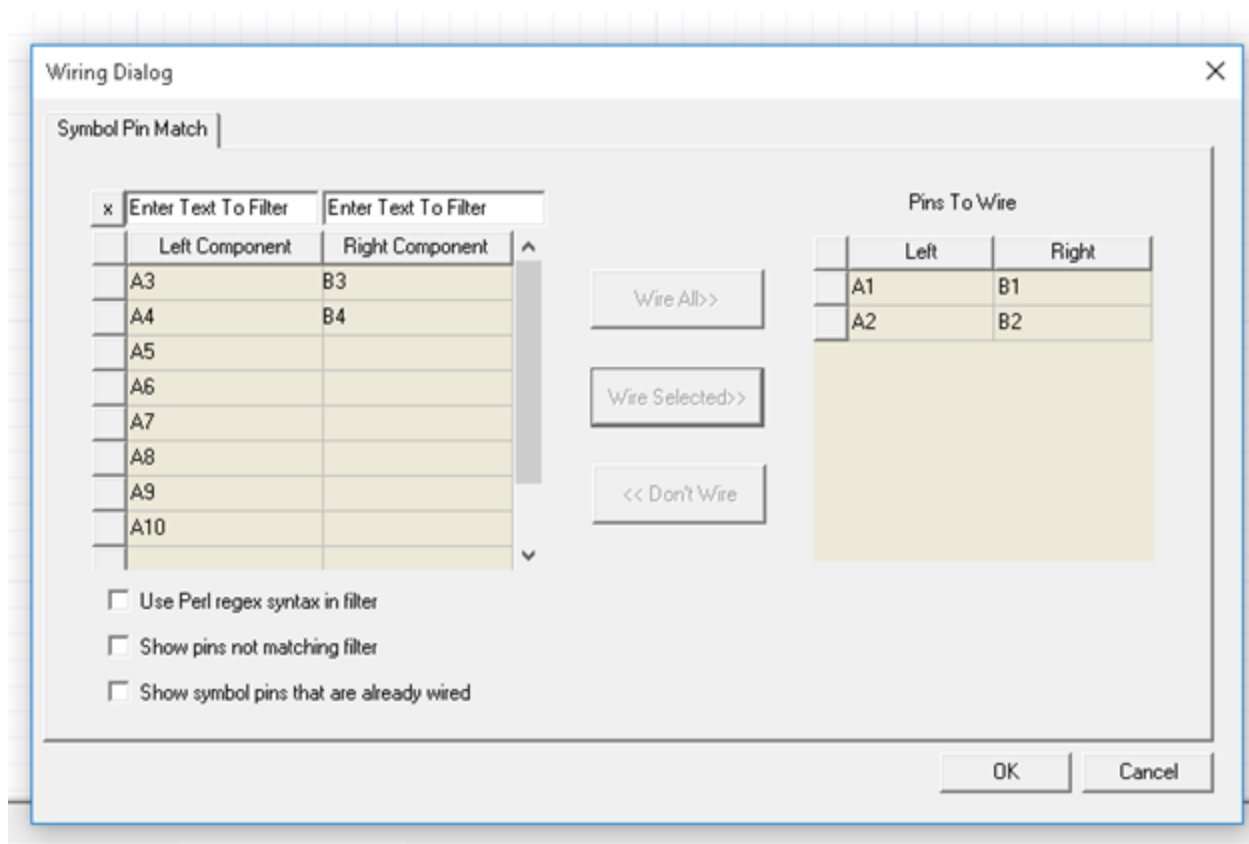 Wiring Dialog
Symbol Pin Match
x Enter Text To Filter Enter Text To Filter
Left Component Right Component
A3 B3
A4 B4
A5
A6
A7
A8
A9
A10
Use Perl regex syntax in filter
Show pins not matching filter
Show symbol pins that are already wired
Wire All>>
Wire Selected>>
<< Don't Wire
Pins To Wire
Left Right
A1 B1
A2 B2
OK Cancel